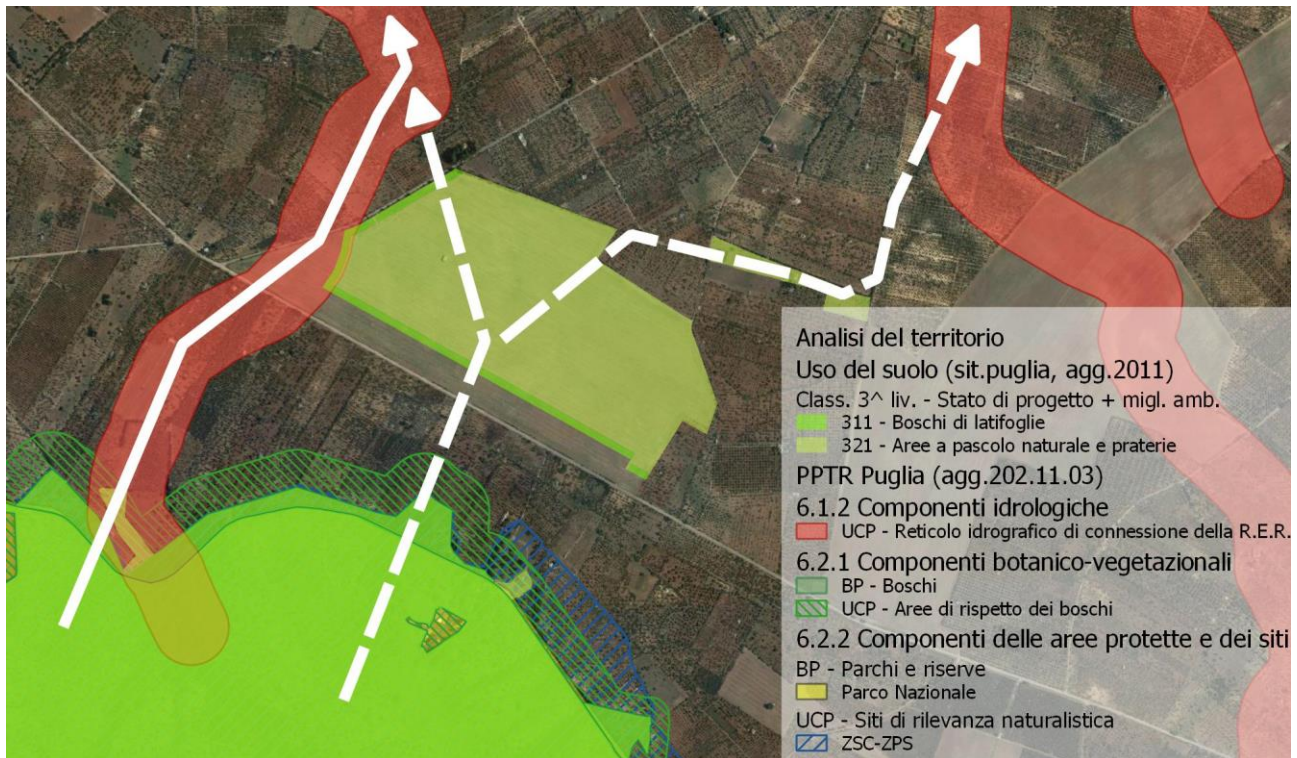 Analisi del territorio
Uso del suolo (sit.puglia, agg.2011)
Class. 3^ liv. - Stato di progetto + migl. amb.
311 - Boschi di latifoglie
321 - Aree a pascolo naturale e praterie
PPTR Puglia (agg.202.11.03)
6.1.2 Componenti idrologiche
UCP - Reticolo idrografico di connessione della R.E.R.
6.2.1 Componenti botanico-vegetazionali
BP - Boschi
UCP - Aree di rispetto dei boschi
6.2.2 Componenti delle aree protette e dei siti
BP - Parchi e riserve
Parco Nazionale
UCP - Siti di rilevanza naturalistica
ZSC-ZPS